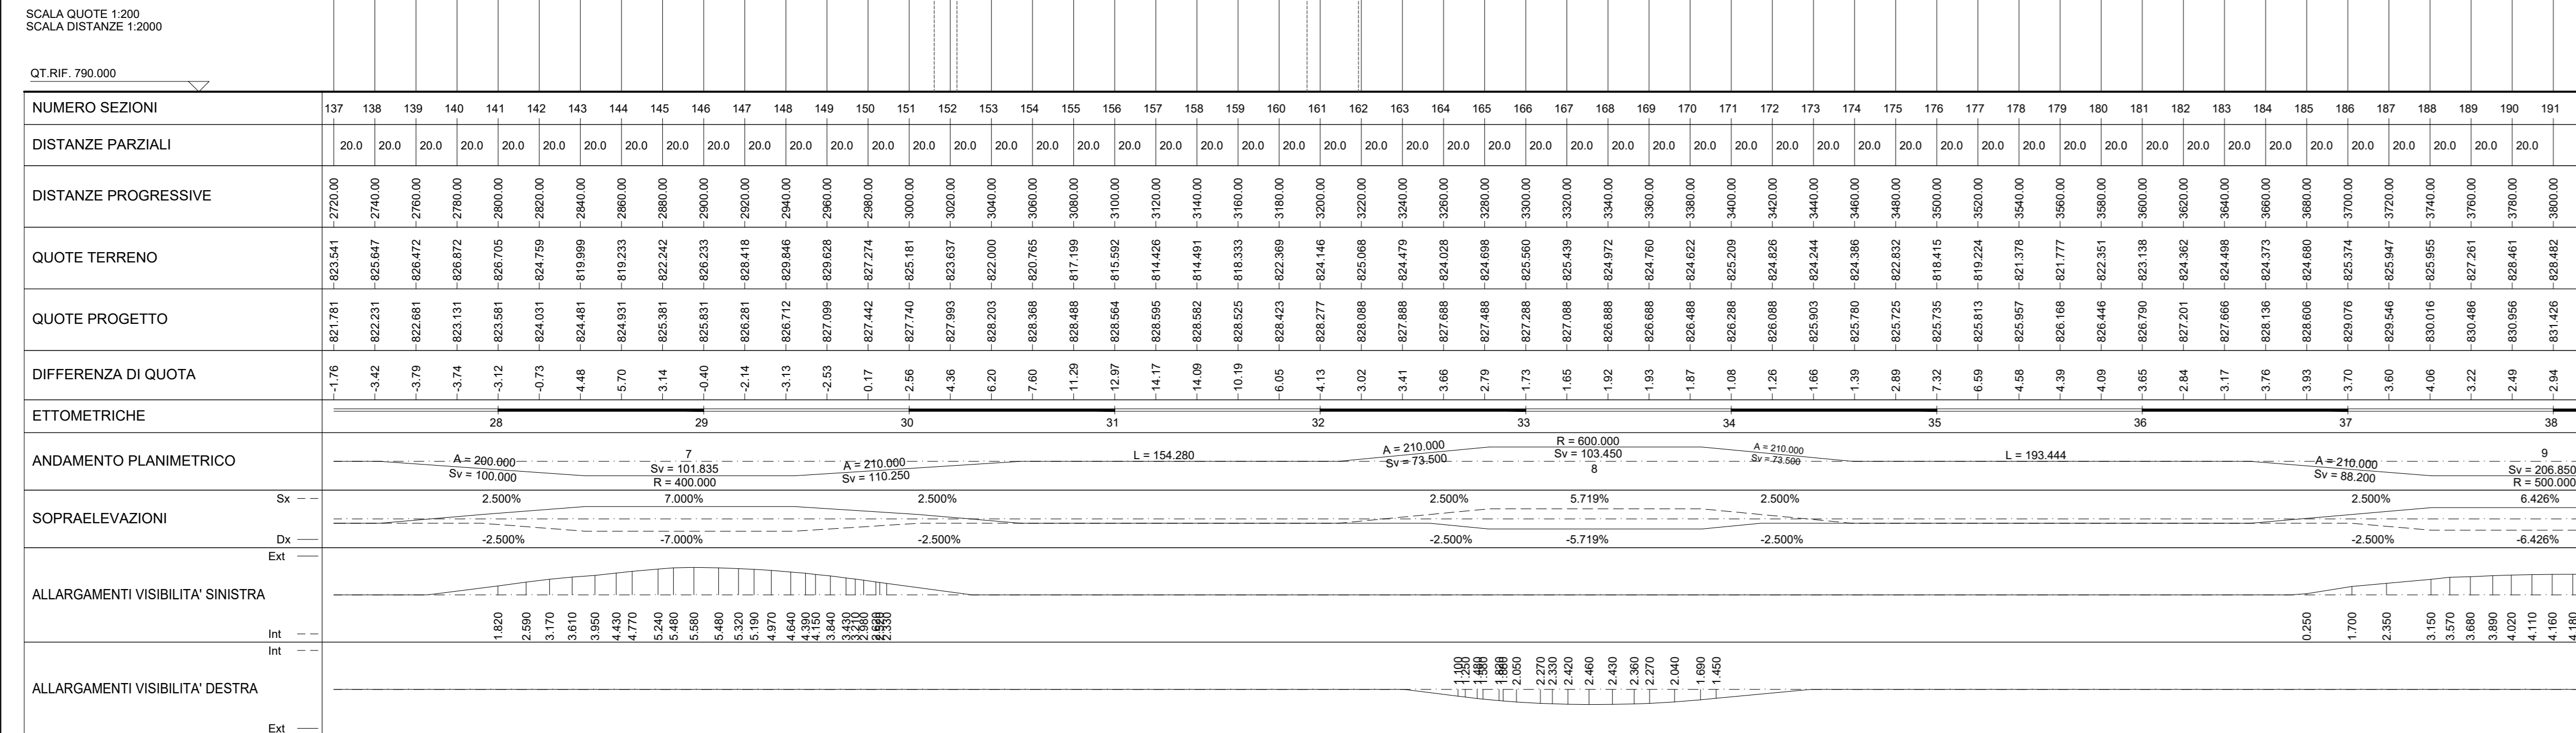 SCALA QUOTE 1:200
SCALA DISTANZE 1:2000
QT.RIF. 790.000
NUMERO SEZIONI 137 138 139 140 141 142 143 144 145 146 147 148 149 150 151 152 153 154 155 156 157 158 159 160 161 162 163 164 165 166 167 168 169 170 171 172 173 174 175 176 177 178 179 180 181 182 183 184 185 186 187 188 189 190 191
DISTANZE PARZIALI 20.0 20.0 20.0 20.0 20.0 20.0 20.0 20.0 20.0 20.0 20.0 20.0 20.0 20.0 20.0 20.0 20.0 20.0 20.0 20.0 20.0 20.0 20.0 20.0 20.0 20.0 20.0 20.0 20.0 20.0 20.0 20.0 20.0 20.0 20.0 20.0 20.0 20.0 20.0 20.0 20.0 20.0 20.0 20.0 20.0 20.0 20.0 20.0 20.0 20.0 20.0 20.0 20.0 20.0
DISTANZE PROGRESSIVE 2720.00 2740.00 2760.00 2780.00 2800.00 2820.00 2840.00 2860.00 2880.00 2900.00 2920.00 2940.00 2960.00 2980.00 3000.00 3020.00 3040.00 3060.00 3080.00 3100.00 3120.00 3140.00 3160.00 3180.00 3200.00 3220.00 3240.00 3260.00 3280.00 3300.00 3320.00 3340.00 3360.00 3380.00 3400.00 3420.00 3440.00 3460.00 3480.00 3500.00 3520.00 3540.00 3560.00 3580.00 3600.00 3620.00 3640.00 3660.00 3680.00 3700.00 3720.00 3740.00 3760.00 3780.00 3800.00
QUOTE TERRENO 823.541 825.647 826.472 826.872 826.705 824.759 819.999 819.233 822.242 826.233 828.418 829.846 829.628 827.274 825.181 823.637 822.000 820.765 817.199 815.592 814.426 814.491 818.333 822.369 824.146 825.068 824.479 824.028 824.698 825.560 825.439 824.972 824.760 824.622 825.209 824.826 824.244 824.386 822.832 818.415 819.224 821.378 821.777 822.351 823.138 824.362 824.498 824.373 824.680 825.374 825.947 825.955 827.261 828.461 828.482
QUOTE PROGETTO 821.781 822.231 822.681 823.131 823.581 824.031 824.481 824.931 825.381 825.831 826.281 826.712 827.099 827.442 827.740 827.993 828.203 828.368 828.488 828.564 828.595 828.582 828.525 828.423 828.277 828.088 827.888 827.688 827.488 827.288 827.088 826.888 826.688 826.488 826.288 826.088 825.903 825.780 825.725 825.735 825.813 825.957 826.168 826.446 826.790 827.201 827.666 828.136 828.606 829.076 829.546 830.016 830.486 830.956 831.426
DIFFERENZA DI QUOTA -1.76 -3.42 -3.79 -3.74 -3.12 -0.73 4.48 5.70 3.14 -0.40 -2.14 -3.13 -2.53 0.17 2.56 4.36 6.20 7.60 11.29 12.97 14.17 14.09 10.19 6.05 4.13 3.02 3.41 3.66 2.79 1.73 1.65 1.92 1.93 1.87 1.08 1.26 1.66 1.39 2.89 7.32 6.59 4.58 4.39 4.09 3.65 2.84 3.17 3.76 3.93 3.70 3.60 4.06 3.22 2.49 2.94
ETTOMETRICHE
28 29 30 31 32 33 34 35 36 37 38
ANDAMENTO PLANIMETRICO
A = 200.000
Sv = 100.000
7
Sv = 101.835
R = 400.000
A = 210.000
Sv = 110.250
L = 154.280
A = 210.000
Sv = 73.500
R = 600.000
Sv = 103.450
8
A = 210.000
Sv = 73.500
L = 193.444
A = 210.000
Sv = 88.200
9
Sv = 206.850
R = 500.000
Sx 2.500% 7.000% 2.500% 2.500% 5.719% 2.500% 2.500% 6.426%
SOPRAELEVAZIONI
Dx -2.500% -7.000% -2.500% -2.500% -5.719% -2.500% -2.500% -6.426%
Ext
ALLARGAMENTI VISIBILITA' SINISTRA
1.820 2.590 3.170 3.610 3.950 4.430 4.770 5.240 5.480 5.580 5.480 5.320 5.190 4.970 4.640 4.390 4.150 3.840 3.430 3.210 2.980 2.330 0.250 1.700 2.350 3.150 3.570 3.680 3.890 4.020 4.110 4.160 4.180
Int
Int
1.100 1.250 1.480 1.580 2.050 2.270 2.330 2.420 2.460 2.430 2.360 2.270 2.040 1.690 1.450
ALLARGAMENTI VISIBILITA' DESTRA
Ext